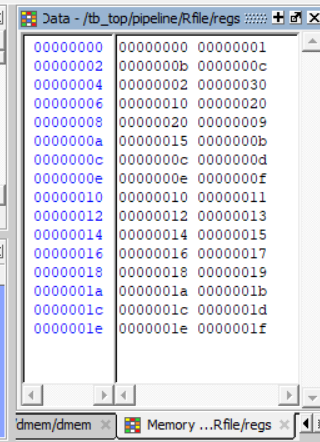 Data - /tb_top/pipeline/Rfile/regs
00000000 00000000 00000001
00000002 0000000b 0000000c
00000004 00000002 00000030
00000006 00000010 00000020
00000008 00000020 00000009
0000000a 00000015 0000000b
0000000c 0000000c 0000000d
0000000e 0000000e 0000000f
00000010 00000010 00000011
00000012 00000012 00000013
00000014 00000014 00000015
00000016 00000016 00000017
00000018 00000018 00000019
0000001a 0000001a 0000001b
0000001c 0000001c 0000001d
0000001e 0000001e 0000001f
/dmem/dmem Memory ...Rfile/regs